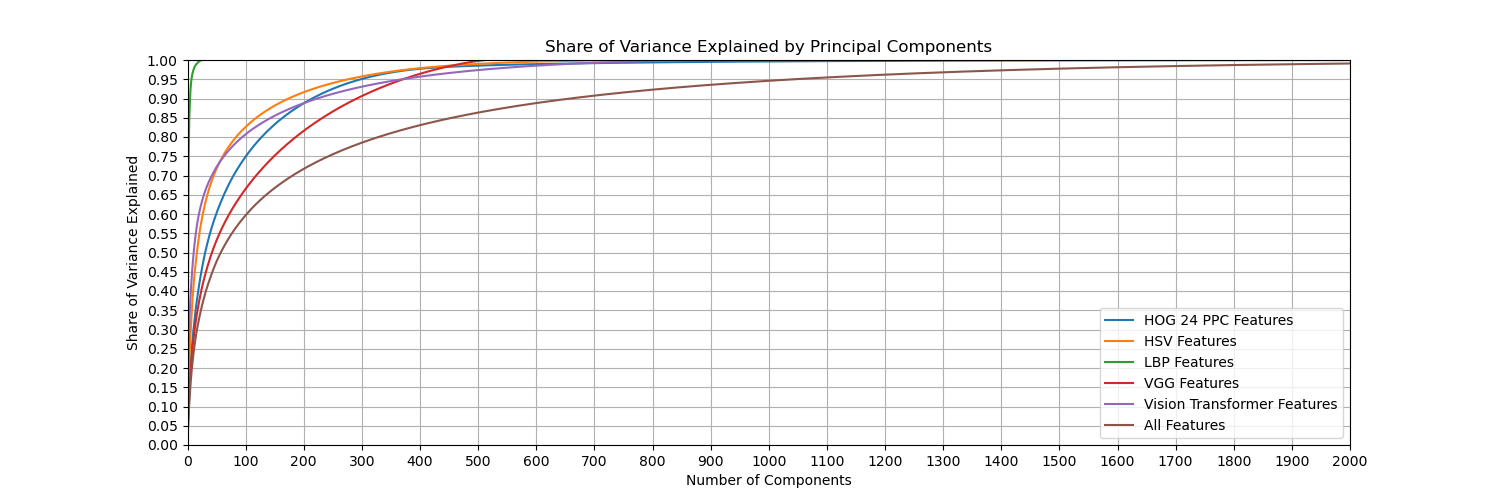 Share of Variance Explained by Principal Components
Share of Variance Explained
1.00
0.95
0.90
0.85
0.80
0.75
0.70
0.65
0.60
0.55
0.50
0.45
0.40
0.35
0.30
0.25
0.20
0.15
0.10
0.05
0.00
HOG 24 PPC Features
HSV Features
LBP Features
VGG Features
Vision Transformer Features
All Features
0 100 200 300 400 500 600 700 800 900 1000 1100 1200 1300 1400 1500 1600 1700 1800 1900 2000
Number of Components